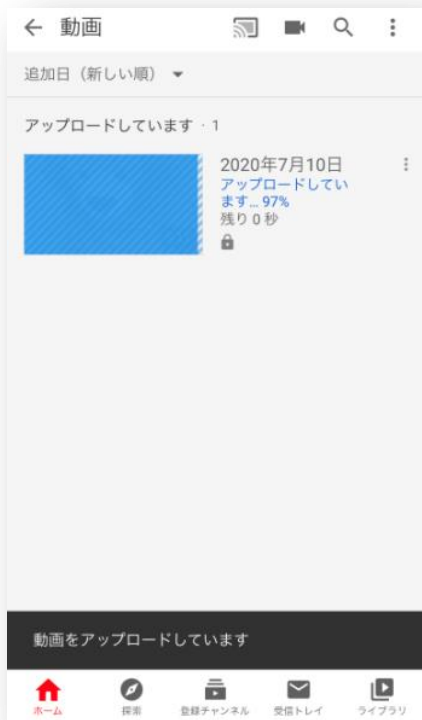 動画
追加日（新しい順）
アップロードしています · 1
2020年7月10日
アップロードしてい
ます... 97%
残り 0 秒
動画をアップロードしています
ホーム
探索
登録チャンネル
受信トレイ
ライブラリ